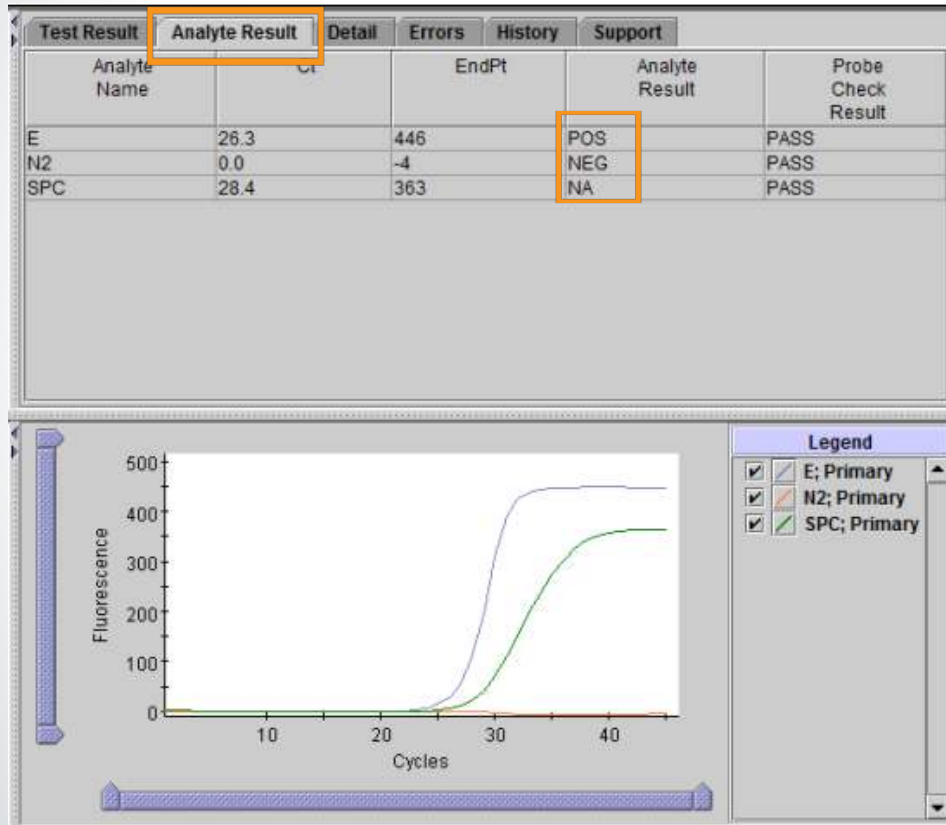 Test Result Analyte Result Detail Errors History Support
Analyte Name Ct EndPt Analyte Result Probe Check Result
E 26.3 446 POS PASS
N2 0.0 -4 NEG PASS
SPC 28.4 363 NA PASS
Legend
E; Primary
N2; Primary
SPC; Primary
500
400
300
200
100
0
Fluorescence
10 20 30 40
Cycles